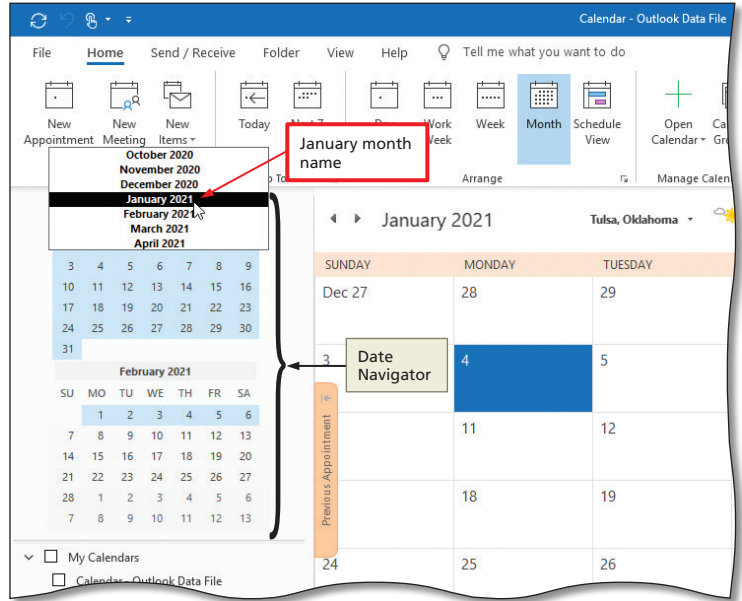 Calendar - Outlook Data File
File Home Send / Receive Folder View Help Tell me what you want to do
New Appointment
New Meeting
New Items
Today
Month
Week
Schedule View
Open Calendar
January month name
Arrange
Manage Calen
October 2020
November 2020
December 2020
January 2021
February 2021
March 2021
April 2021
3 4 5 6 7 8 9
10 11 12 13 14 15 16
17 18 19 20 21 22 23
24 25 26 27 28 29 30
31
February 2021
SU MO TU WE TH FR SA
1 2 3 4 5 6
7 8 9 10 11 12 13
14 15 16 17 18 19 20
21 22 23 24 25 26 27
28 1 2 3 4 5 6
7 8 9 10 11 12 13
My Calendars
Calendar - Outlook Data File
January 2021
Tulsa, Oklahoma
SUNDAY MONDAY TUESDAY
Dec 27 28 29
3 4 5
Date Navigator
Previous Appointment
11 12
18 19
24 25 26